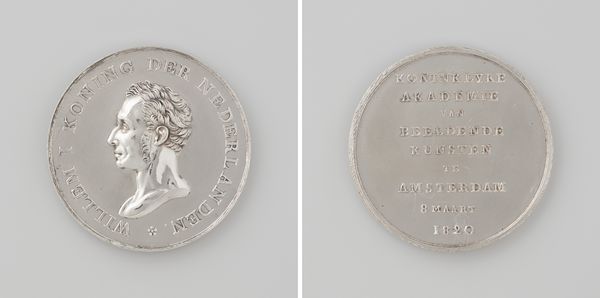 WILLEM I KONING DER NEDERLANDEN.
KONINKLYKE
AKADEMIE
VAN
BEELDENDE
KUNSTEN
TE
AMSTERDAM
8 MAART
1820